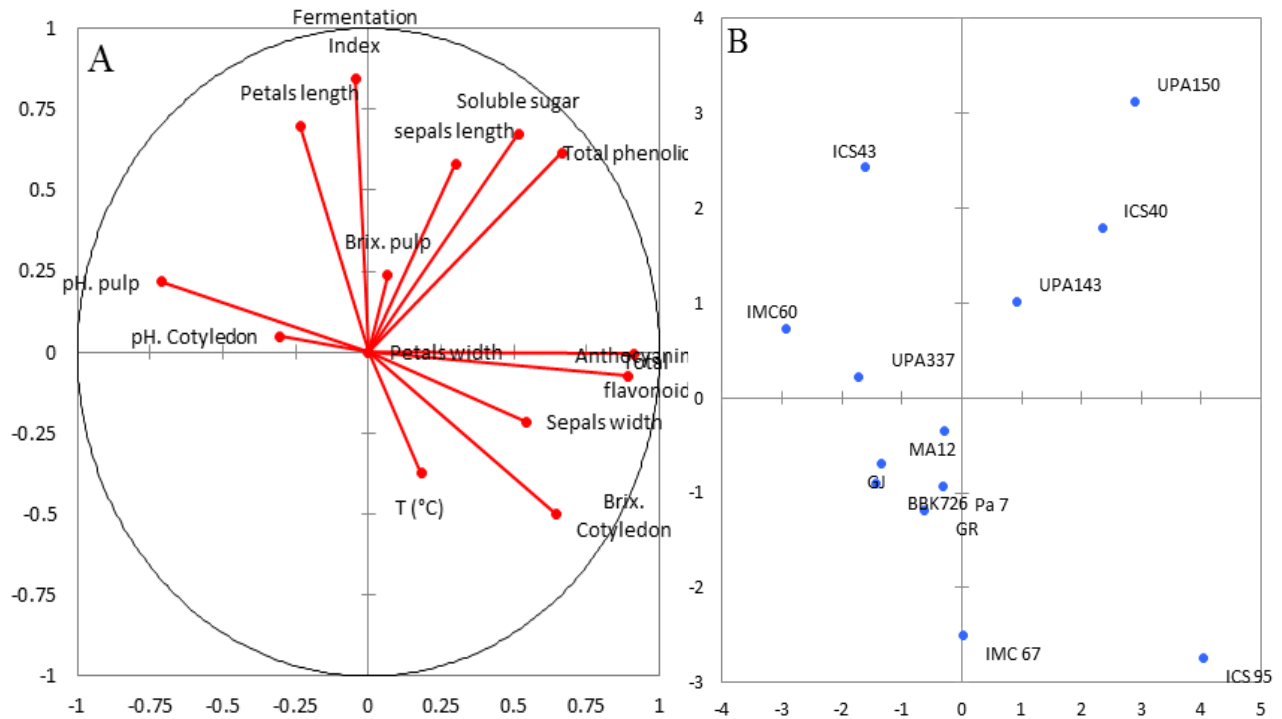 A
Fermentation
Index
Petals length
Soluble sugar
sepals length
Total phenolic
Brix. pulp
pH. pulp
pH. Cotyledon
Petals width
Anthocyanin
Total
flavonoid
Sepals width
T (°C)
Brix.
Cotyledon
1
0.75
0.5
0.25
0
-0.25
-0.5
-0.75
-1
-1 -0.75 -0.5 -0.25 0 0.25 0.5 0.75 1
B
UPA150
ICS43
ICS40
UPA143
IMC60
UPA337
MA12
GJ
BBK726 Pa 7
GR
IMC 67
ICS 95
4
3
2
1
0
-1
-2
-3
-4 -3 -2 -1 0 1 2 3 4 5